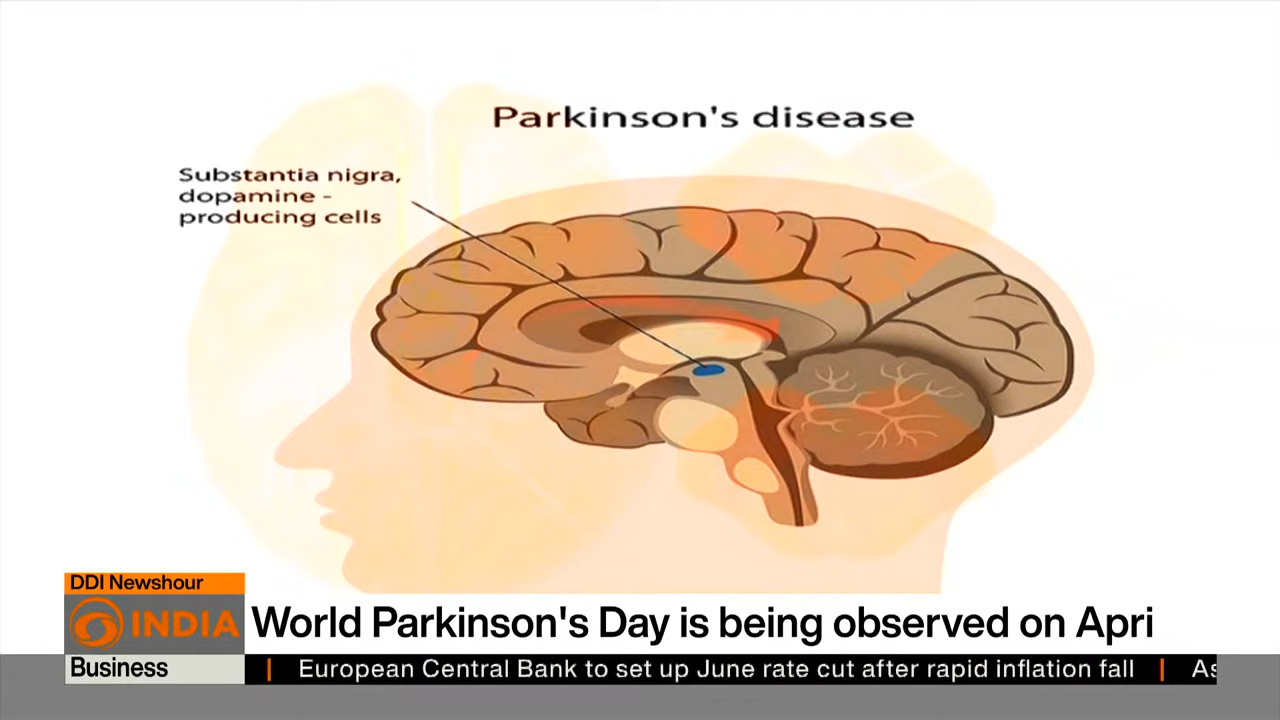 Parkinson's disease
Substantia nigra,
dopamine -
producing cells
DDI Newshour
INDIA
World Parkinson's Day is being observed on Apri
Business
| European Central Bank to set up June rate cut after rapid inflation fall | As